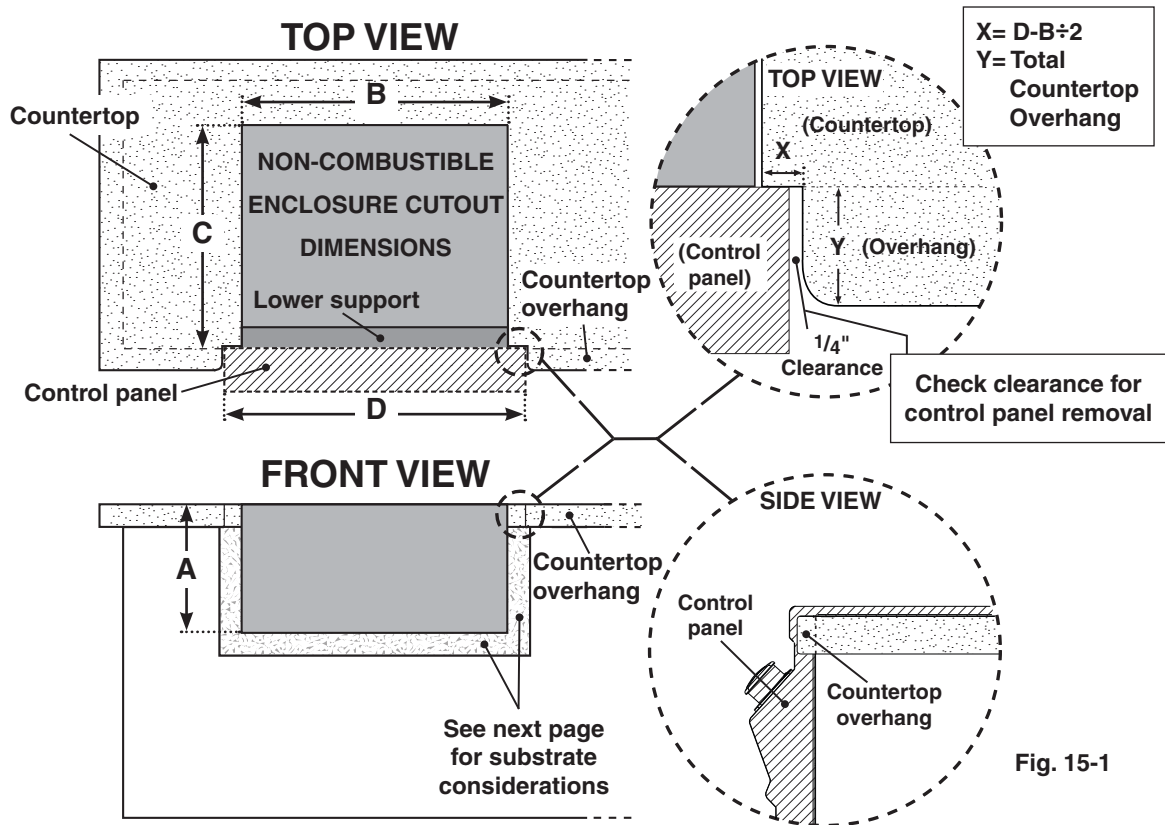 TOP VIEW
Countertop
B
NON-COMBUSTIBLE
ENCLOSURE CUTOUT
DIMENSIONS
C
Lower support
Countertop
overhang
Control panel
D
TOP VIEW
(Countertop)
X
Y
(Overhang)
(Control
panel)
1/4"
Clearance
X= D-B÷2
Y= Total
Countertop
Overhang
Check clearance for
control panel removal
FRONT VIEW
A
Countertop
overhang
See next page
for substrate
considerations
SIDE VIEW
Control
panel
Countertop
overhang
Fig. 15-1